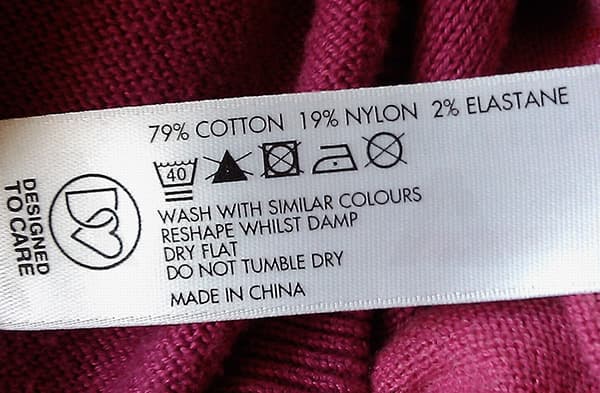 79% COTTON 19% NYLON 2% ELASTANE
40
WASH WITH SIMILAR COLOURS
RESHAPE WHILST DAMP
DRY FLAT
DO NOT TUMBLE DRY
MADE IN CHINA
DESIGNED
TO CARE